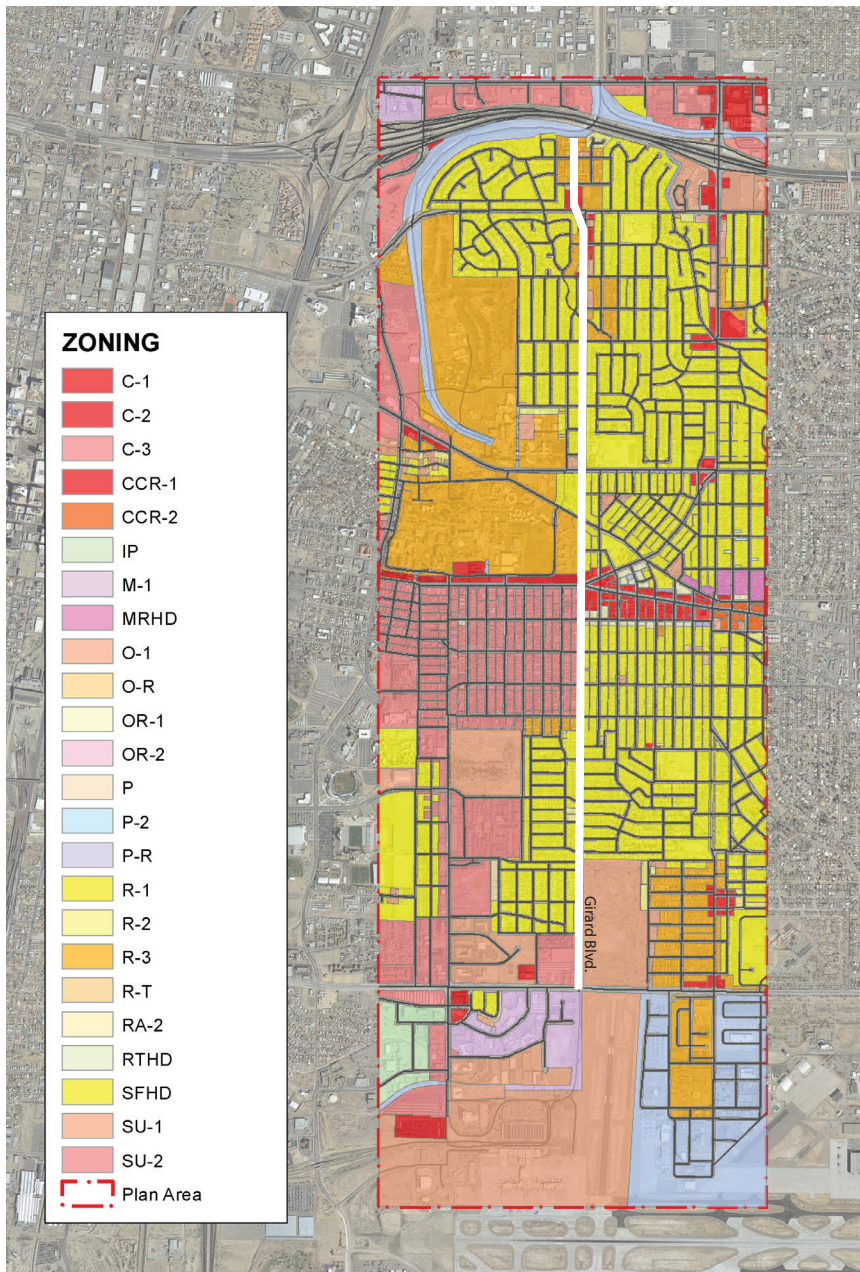 ZONING
C-1
C-2
C-3
CCR-1
CCR-2
IP
M-1
MRHD
O-1
O-R
OR-1
OR-2
P
P-2
P-R
R-1
R-2
R-3
R-T
RA-2
RTHD
SFHD
SU-1
SU-2
Plan Area
Girard Blvd.